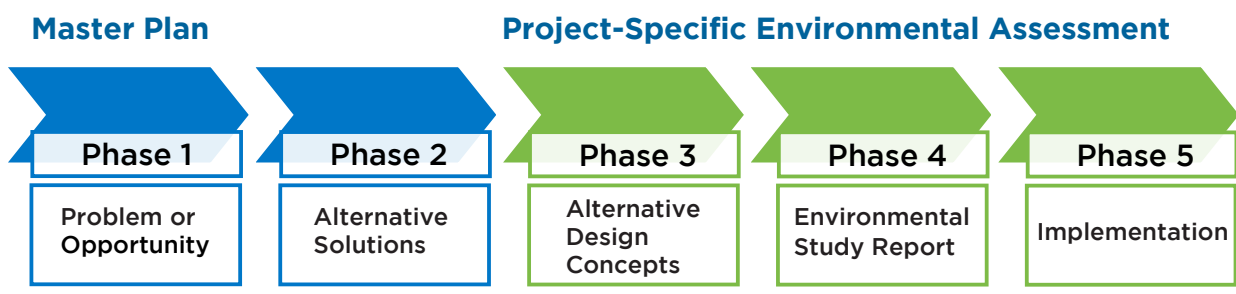 Master Plan
Project-Specific Environmental Assessment
Phase 1
Phase 2
Phase 3
Phase 4
Phase 5
Problem or
Opportunity
Alternative
Solutions
Alternative
Design
Concepts
Environmental
Study Report
Implementation